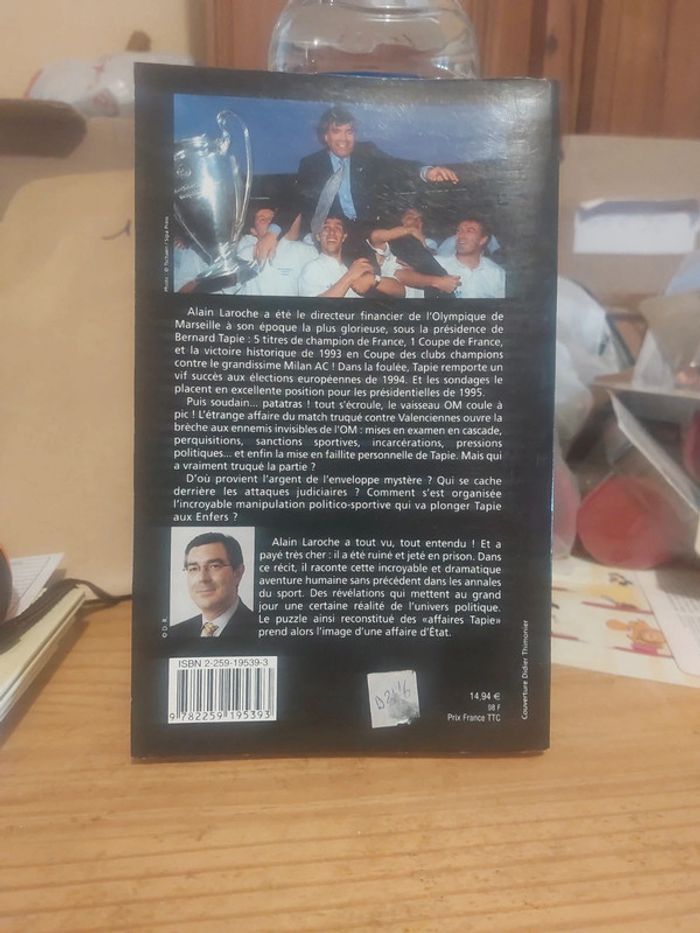 Photo : © Tschaen / Sipa Press
Alain Laroche a été le directeur financier de l'Olympique de
Marseille à son époque la plus glorieuse, sous la présidence de
Bernard Tapie : 5 titres de champion de France, 1 Coupe de France,
et la victoire historique de 1993 en Coupe des clubs champions
contre le grandissime Milan AC ! Dans la foulée, Tapie remporte un
vif succès aux élections européennes de 1994. Et les sondages le
placent en excellente position pour les présidentielles de 1995.
Puis soudain... patatras ! tout s'écroule, le vaisseau OM coule à
pic ! L'étrange affaire du match truqué contre Valenciennes ouvre la
brèche aux ennemis invisibles de l'OM : mises en examen en cascade,
perquisitions, sanctions sportives, incarcérations, pressions
politiques... et enfin la mise en faillite personnelle de Tapie. Mais qui
a vraiment truqué la partie ?
D'où provient l'argent de l'enveloppe mystère ? Qui se cache
derrière les attaques judiciaires ? Comment s'est organisée
l'incroyable manipulation politico-sportive qui va plonger Tapie
aux Enfers ?
Alain Laroche a tout vu, tout entendu ! Et a
payé très cher : il a été ruiné et jeté en prison. Dans
ce récit, il raconte cette incroyable et dramatique
aventure humaine sans précédent dans les annales
du sport. Des révélations qui mettent au grand
jour une certaine réalité de l'univers politique.
Le puzzle ainsi reconstitué des «affaires Tapie»
prend alors l'image d'une affaire d'État.
© D. R.
ISBN 2-259-19539-3
9 782259 195393
14,94 €
98 F
Prix France TTC
Couverture Didier Thimonier